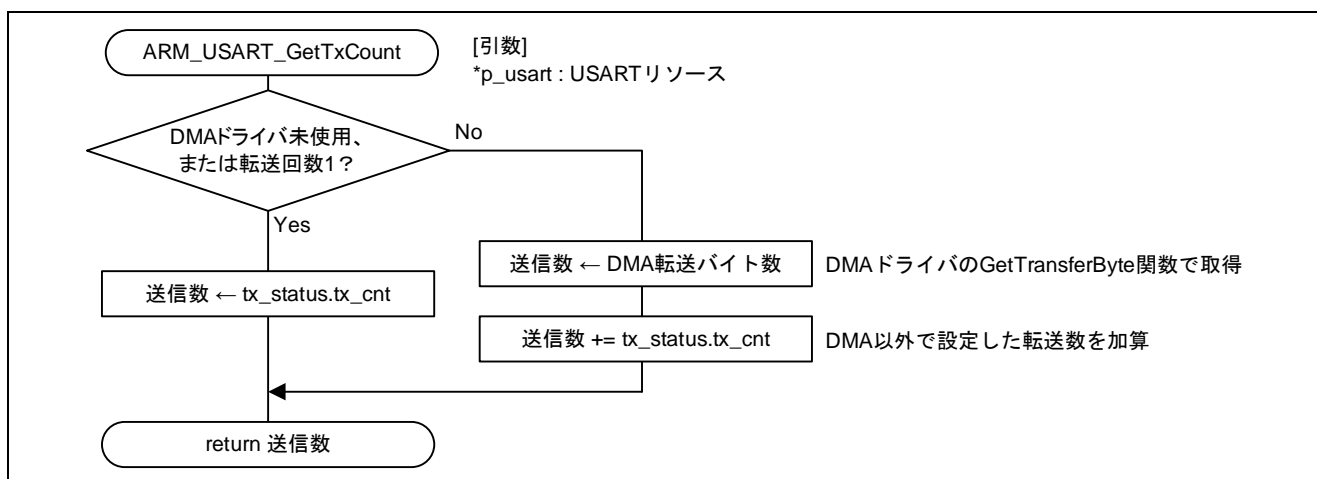 ARM_USART_GetTxCount
[引数]
*p_usart : USARTリソース
DMAドライバ未使用、
または転送回数1？
No
Yes
送信数 ← DMA転送バイト数
DMAドライバのGetTransferByte関数で取得
送信数 ← tx_status.tx_cnt
送信数 += tx_status.tx_cnt
DMA以外で設定した転送数を加算
return 送信数